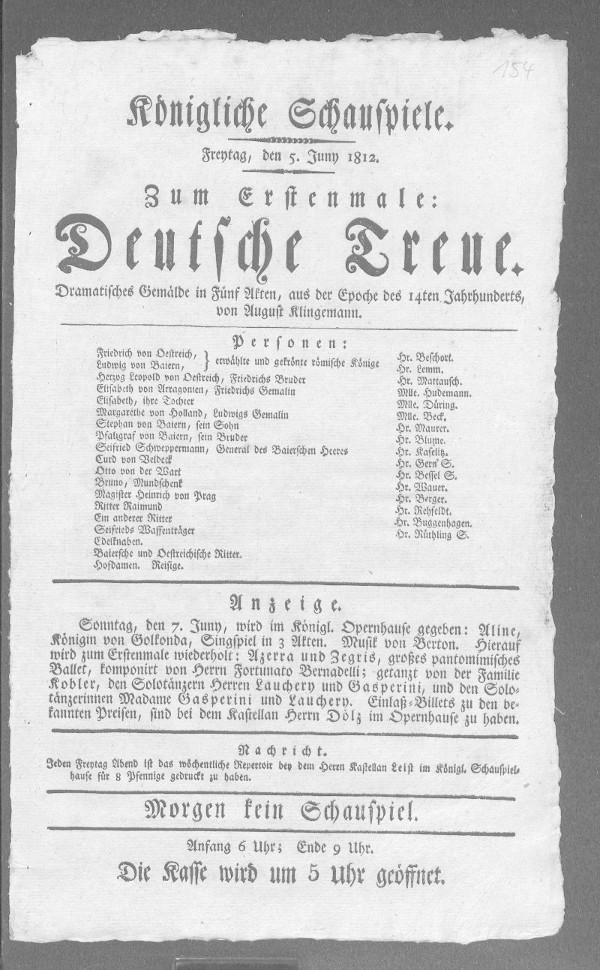 154
Königliche Schauspiele.
Freytag, den 5. Juny 1812.
Zum Erstenmale:
Deutsche Treue.
Dramatisches Gemälde in Fünf Akten, aus der Epoche des 14ten Jahrhunderts,
von August Klingemann.
Personen:
Friedrich von Oestreich, } erwählte und gekrönte römische Könige Hr. Beschort.
Ludwig von Baiern, Hr. Lemm.
Herzog Leopold von Oestreich, Friedrichs Bruder Hr. Mattausch.
Elisabeth von Arragonien, Friedrichs Gemalin Mlle. Hudemann.
Elisabeth, ihre Tochter Mlle. Düring.
Margarethe von Holland, Ludwigs Gemalin Mlle. Beck.
Stephan von Baiern, sein Sohn Hr. Maurer.
Pfalzgraf von Baiern, sein Bruder Hr. Blume.
Seifried Schweppermann, General des Baierschen Heeres Hr. Kaselitz.
Curd von Veldeck Hr. Gern S.
Otto von der Wart Hr. Bessel S.
Bruno, Mundschenk Hr. Wauer.
Magister Heinrich von Prag Hr. Berger.
Ritter Raimund Hr. Rehfeldt.
Ein anderer Ritter Hr. Buggenhagen.
Seifrieds Waffenträger Hr. Rüthling S.
Edelknaben.
Baiersche und Oestreichische Ritter.
Hofdamen. Reisige.
Anzeige.
Sonntag, den 7. Juny, wird im Königl. Opernhause gegeben: Aline,
Königin von Golkonda, Singspiel in 3 Akten. Musik von Berton. Hierauf
wird zum Erstenmale wiederholt: Azerra und Zegris, großes pantomimisches
Ballet, komponirt von Herrn Fortunato Bernadelli; getanzt von der Familie
Kobler, den Solotänzern Herren Lauchery und Gasperini, und den Solo-
tänzerinnen Madame Gasperini und Lauchery. Einlaß-Billets zu den be-
kannten Preisen, sind bei dem Kastellan Herrn Dölz im Opernhause zu haben.
Nachricht.
Jeden Freytag Abend ist das wöchentliche Repertoir bey dem Herrn Kastellan Leist im Königl. Schauspiel-
hause für 8 Pfennige gedruckt zu haben.
Morgen kein Schauspiel.
Anfang 6 Uhr; Ende 9 Uhr.
Die Kasse wird um 5 Uhr geöffnet.